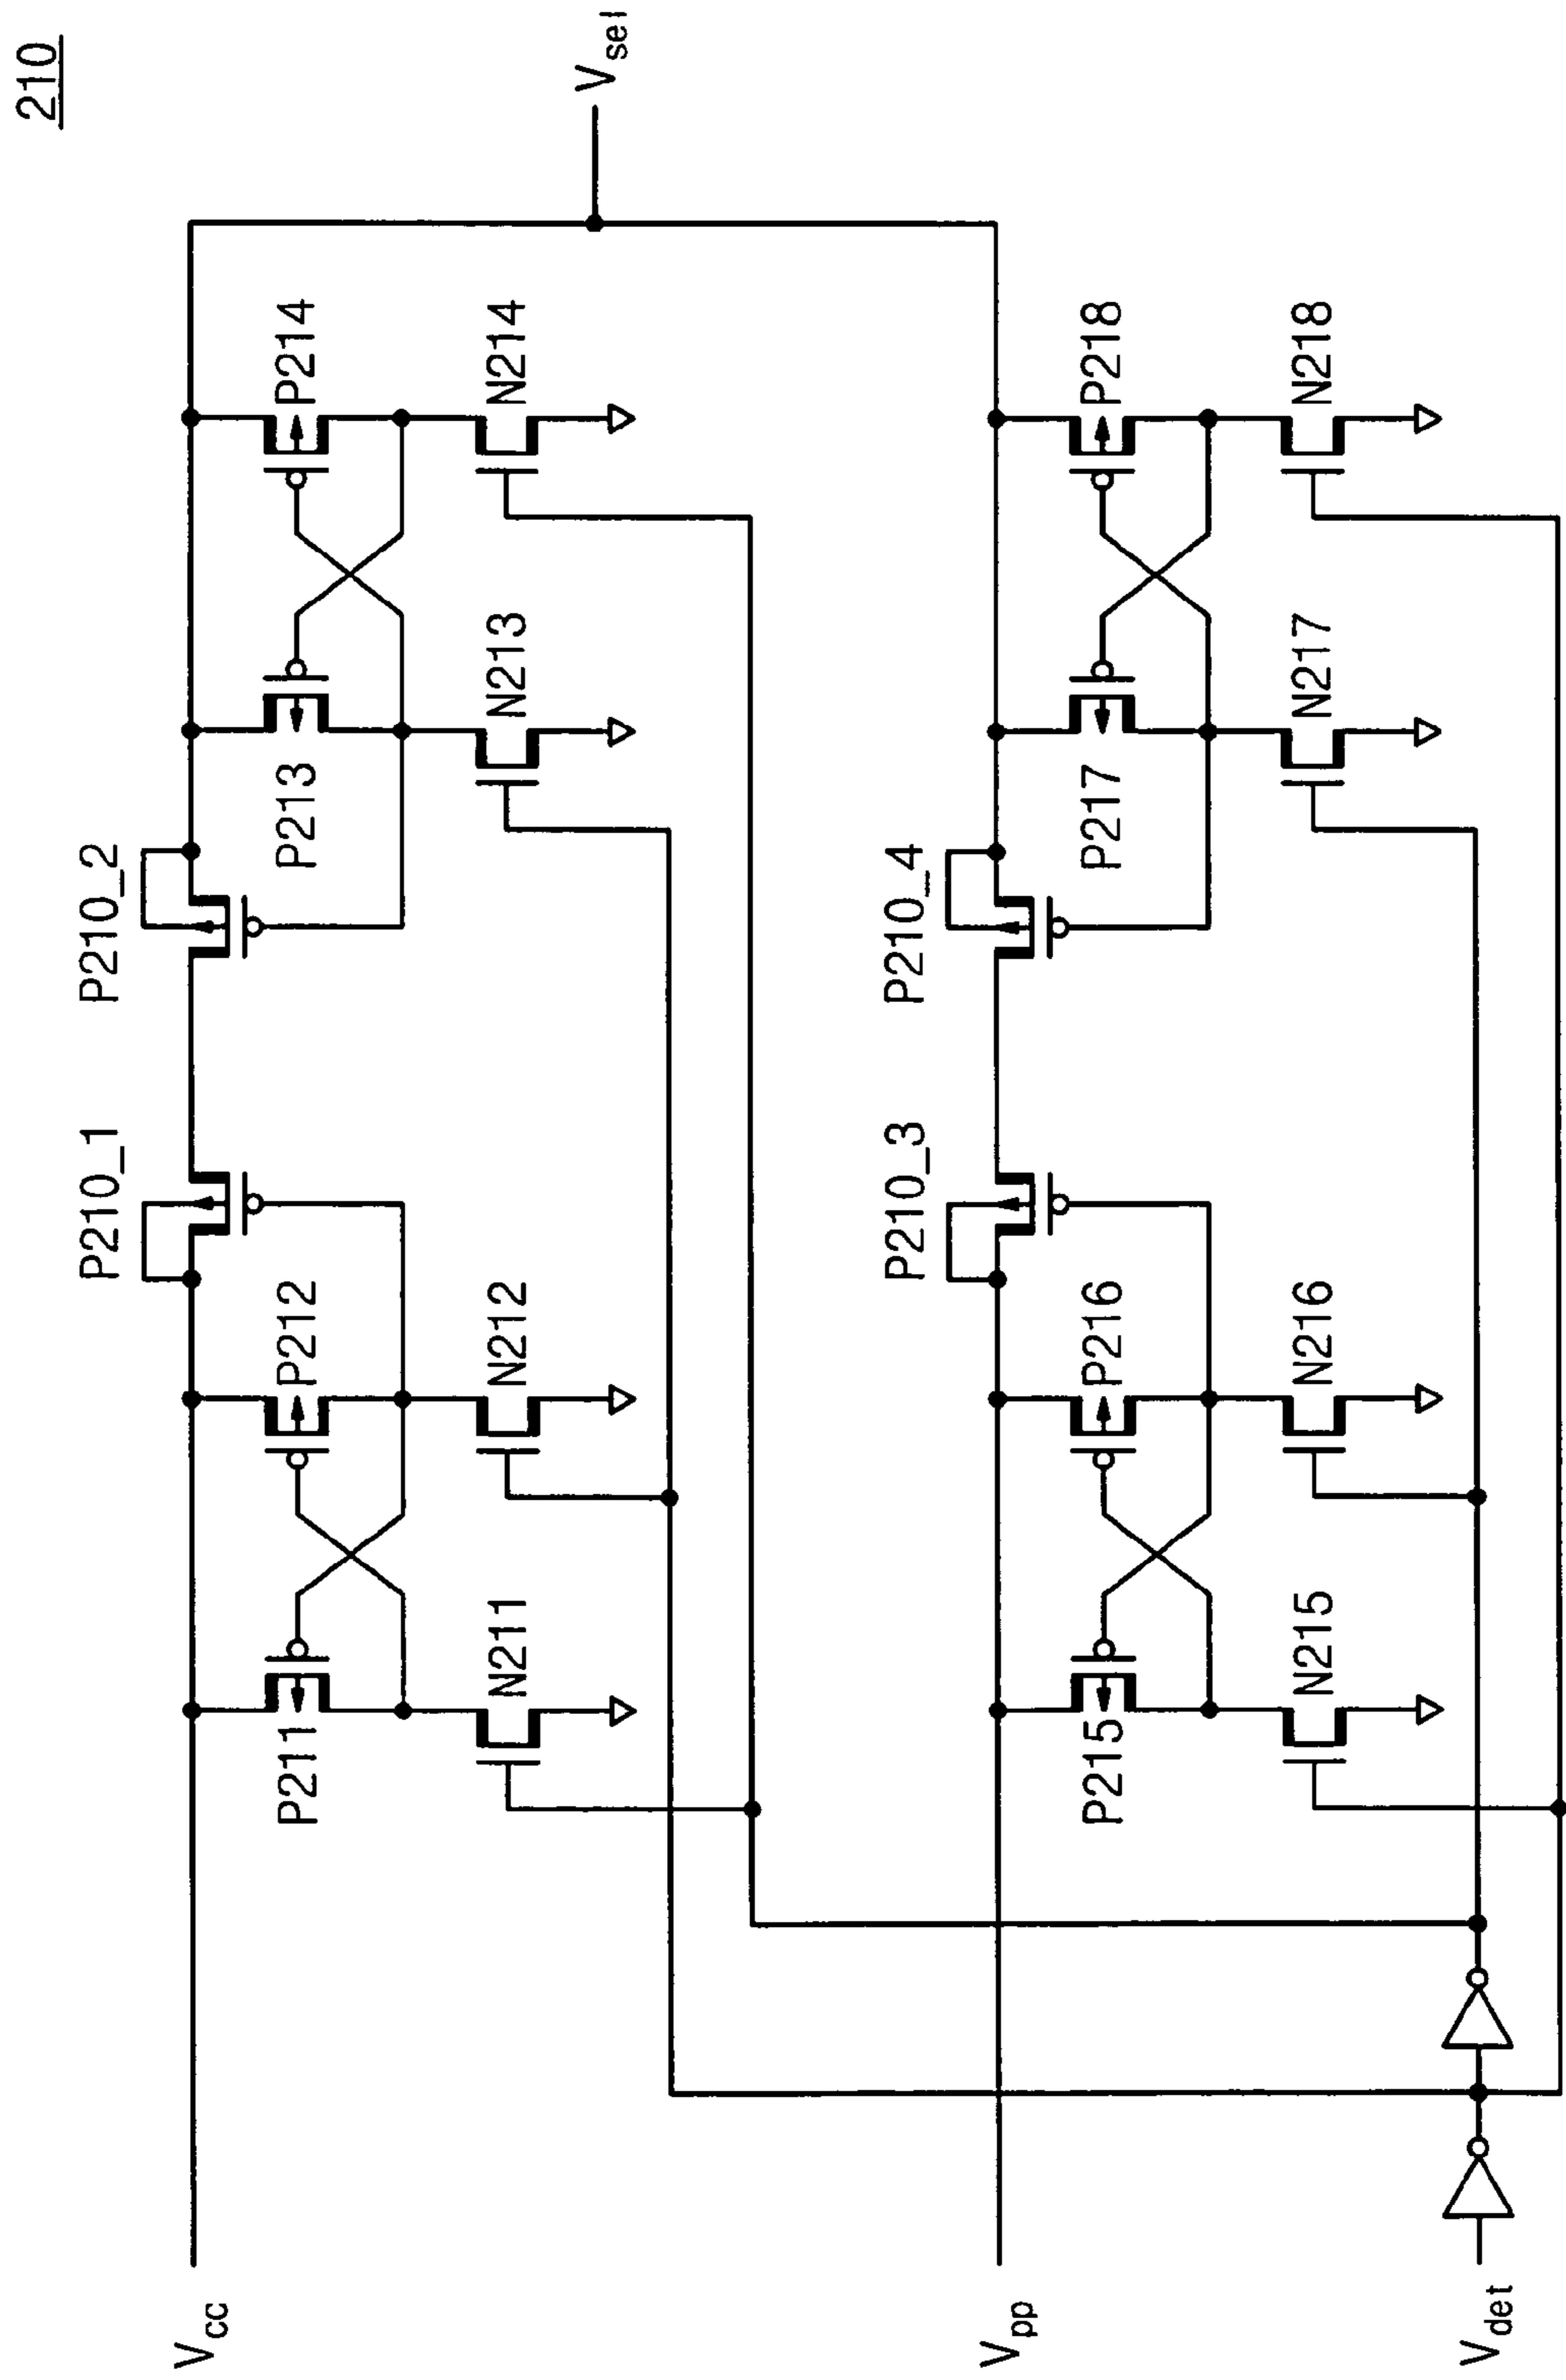 210
P210_1
P210_2
P211
P212
P213
P214
N211
N212
N213
N214
Vcc
Vsel
P210_3
P210_4
P215
P216
P217
P218
N215
N216
N217
N218
Vpp
Vdet